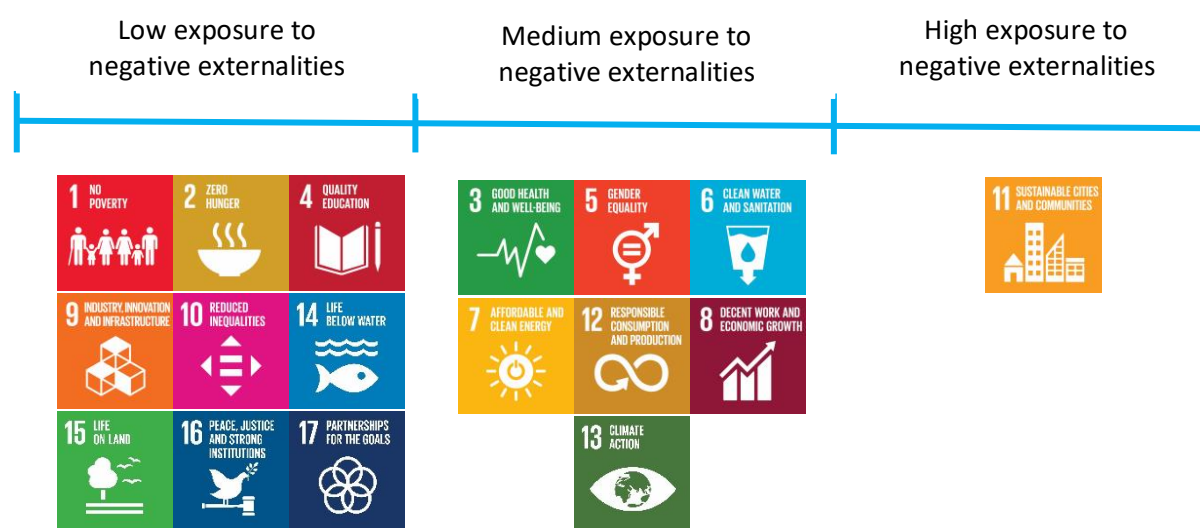 Low exposure to
negative externalities
Medium exposure to
negative externalities
High exposure to
negative externalities
1 NO
POVERTY
2 ZERO
HUNGER
4 QUALITY
EDUCATION
3 GOOD HEALTH
AND WELL-BEING
5 GENDER
EQUALITY
6 CLEAN WATER
AND SANITATION
11 SUSTAINABLE CITIES
AND COMMUNITIES
9 INDUSTRY, INNOVATION
AND INFRASTRUCTURE
10 REDUCED
INEQUALITIES
14 LIFE
BELOW WATER
7 AFFORDABLE AND
CLEAN ENERGY
12 RESPONSIBLE
CONSUMPTION
AND PRODUCTION
8 DECENT WORK AND
ECONOMIC GROWTH
15 LIFE
ON LAND
16 PEACE, JUSTICE
AND STRONG
INSTITUTIONS
17 PARTNERSHIPS
FOR THE GOALS
13 CLIMATE
ACTION